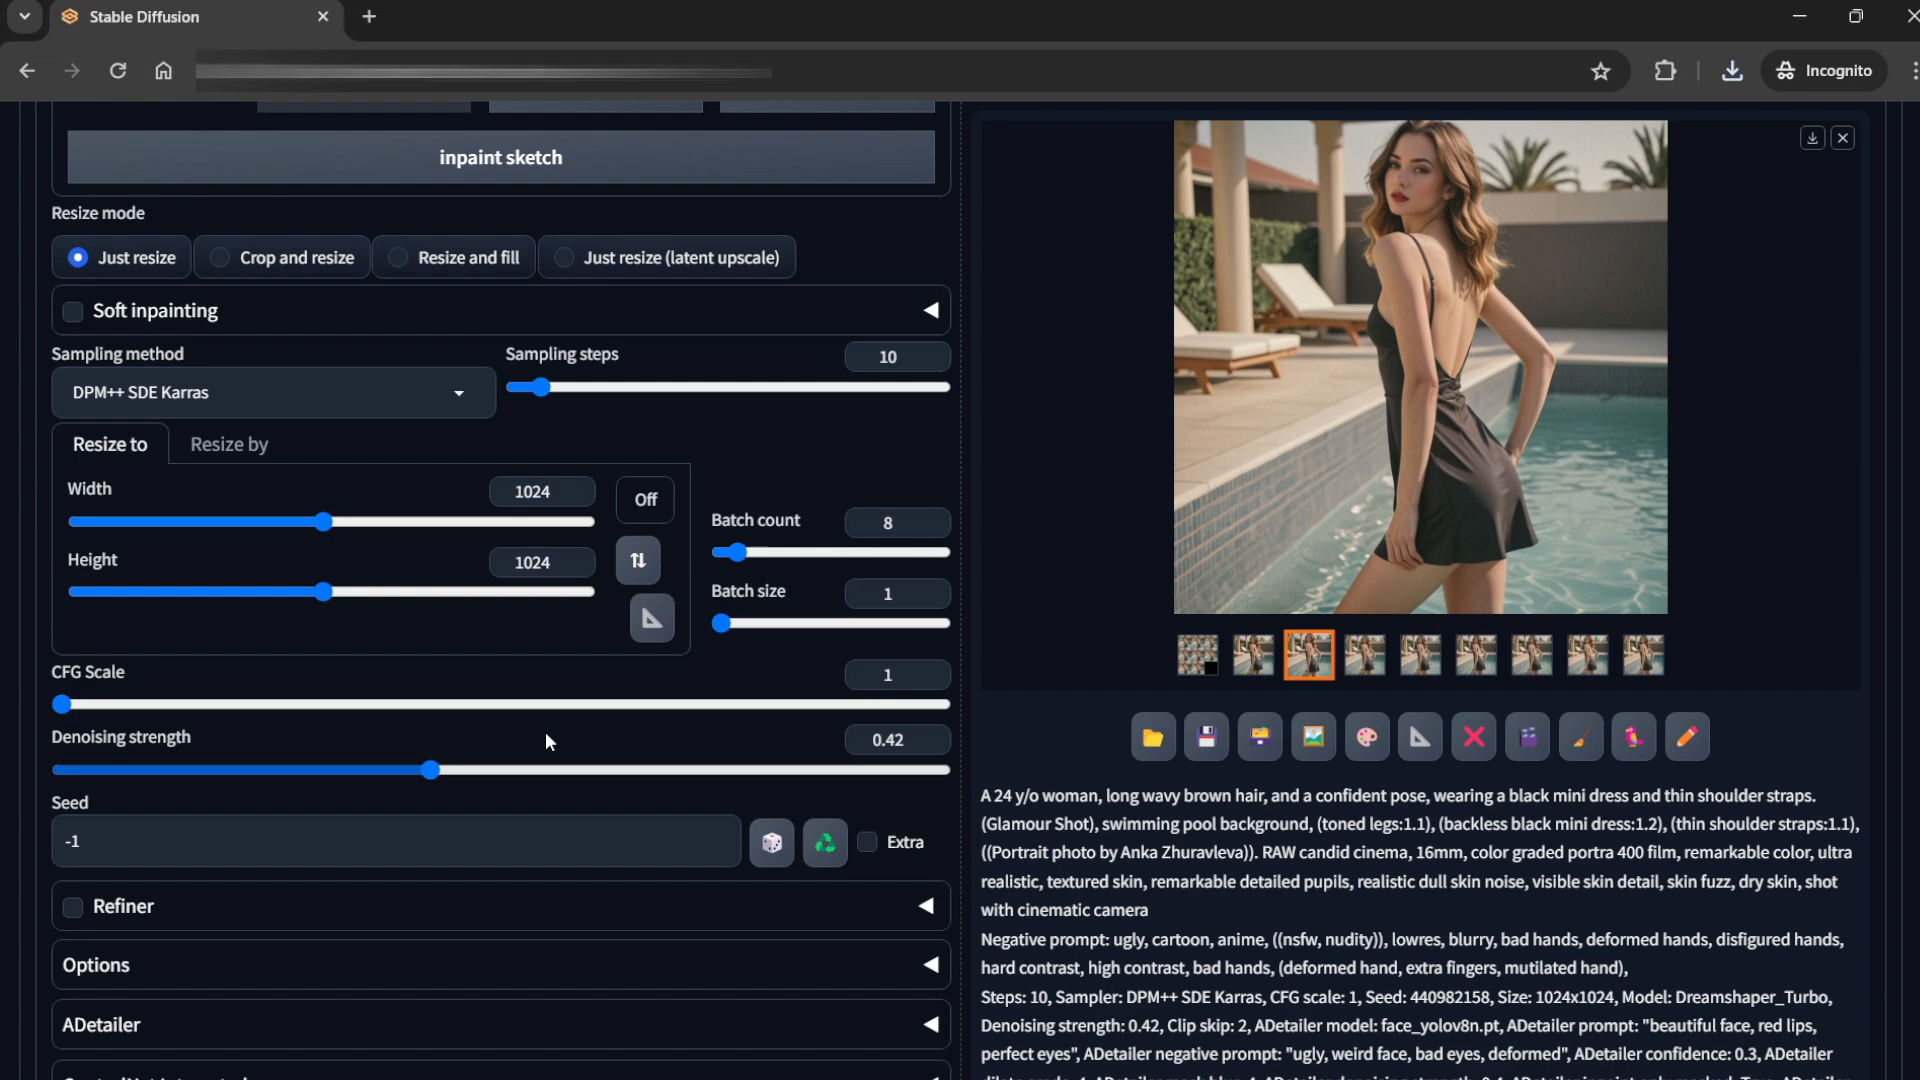 Stable Diffusion
Incognito
inpaint sketch
Resize mode
Just resize
Crop and resize
Resize and fill
Just resize (latent upscale)
Soft inpainting
Sampling method
DPM++ SDE Karras
Sampling steps
10
Resize to
Resize by
Width
1024
Off
Height
1024
Batch count
8
Batch size
1
CFG Scale
1
Denoising strength
0.42
Seed
-1
Extra
Refiner
Options
ADetailer
A 24 y/o woman, long wavy brown hair, and a confident pose, wearing a black mini dress and thin shoulder straps.
(Glamour Shot), swimming pool background, (toned legs:1.1), (backless black mini dress:1.2), (thin shoulder straps:1.1),
((Portrait photo by Anka Zhuravleva)). RAW candid cinema, 16mm, color graded portra 400 film, remarkable color, ultra
realistic, textured skin, remarkable detailed pupils, realistic dull skin noise, visible skin detail, skin fuzz, dry skin, shot
with cinematic camera
Negative prompt: ugly, cartoon, anime, ((nsfw, nudity)), lowres, blurry, bad hands, deformed hands, disfigured hands,
hard contrast, high contrast, bad hands, (deformed hand, extra fingers, mutilated hand),
Steps: 10, Sampler: DPM++ SDE Karras, CFG scale: 1, Seed: 440982158, Size: 1024x1024, Model: Dreamshaper_Turbo,
Denoising strength: 0.42, Clip skip: 2, ADetailer model: face_yolov8n.pt, ADetailer prompt: "beautiful face, red lips,
perfect eyes", ADetailer negative prompt: "ugly, weird face, bad eyes, deformed", ADetailer confidence: 0.3, ADetailer